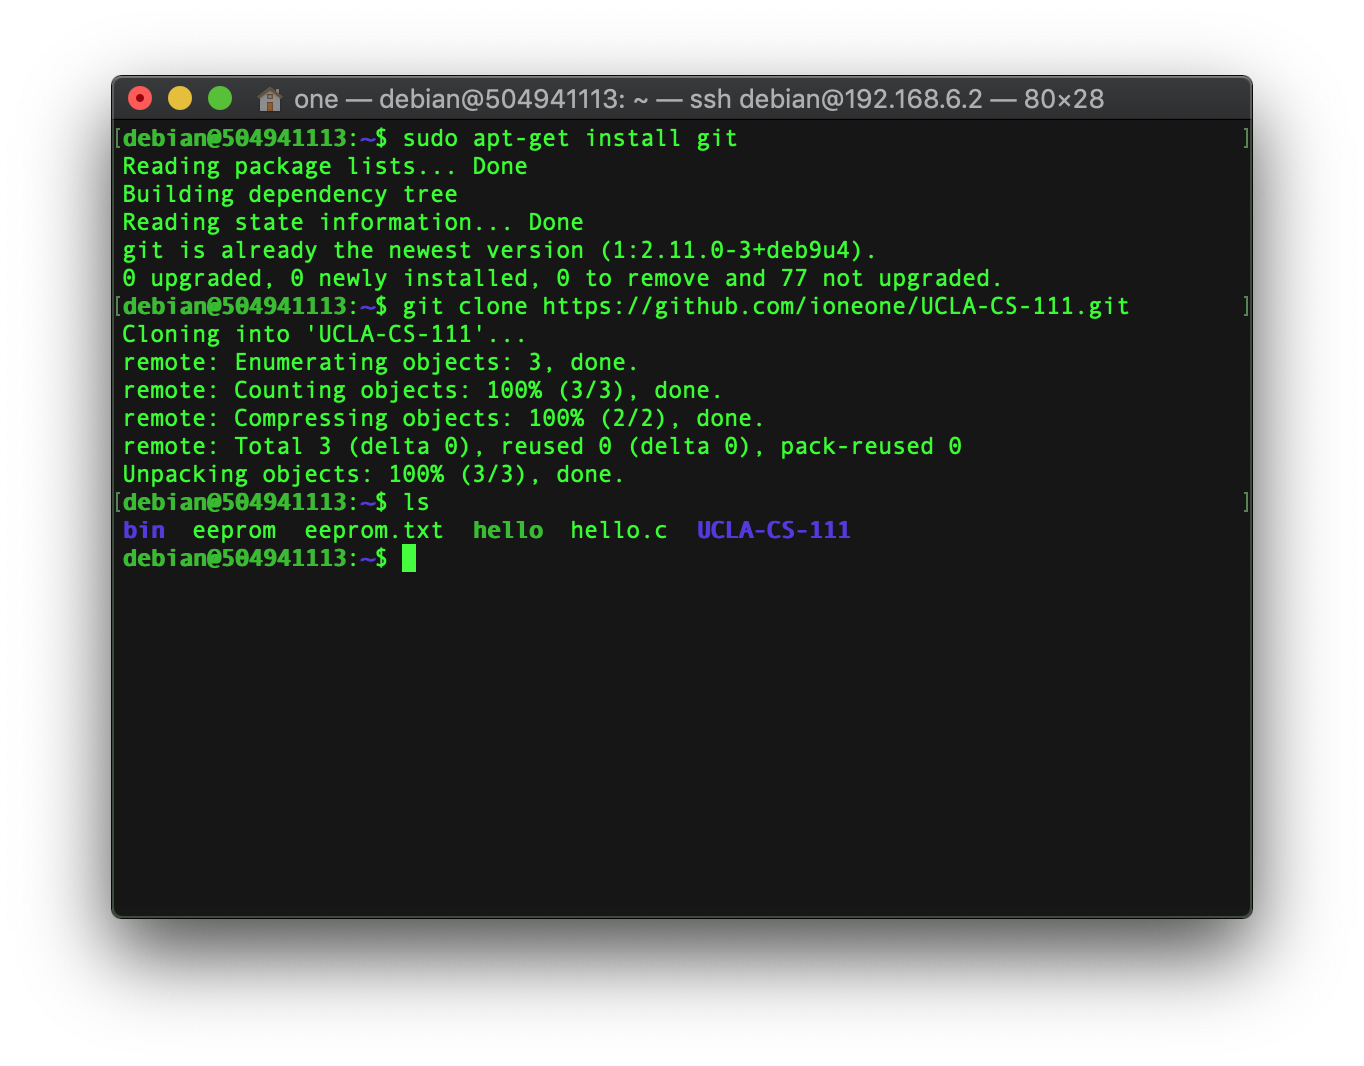 one — debian@504941113: ~ — ssh debian@192.168.6.2 — 80×28
[debian@504941113:~$ sudo apt-get install git ]
Reading package lists... Done
Building dependency tree
Reading state information... Done
git is already the newest version (1:2.11.0-3+deb9u4).
0 upgraded, 0 newly installed, 0 to remove and 77 not upgraded.
[debian@504941113:~$ git clone https://github.com/ioneone/UCLA-CS-111.git ]
Cloning into 'UCLA-CS-111'...
remote: Enumerating objects: 3, done.
remote: Counting objects: 100% (3/3), done.
remote: Compressing objects: 100% (2/2), done.
remote: Total 3 (delta 0), reused 0 (delta 0), pack-reused 0
Unpacking objects: 100% (3/3), done.
[debian@504941113:~$ ls ]
bin  eeprom  eeprom.txt  hello  hello.c  UCLA-CS-111
debian@504941113:~$